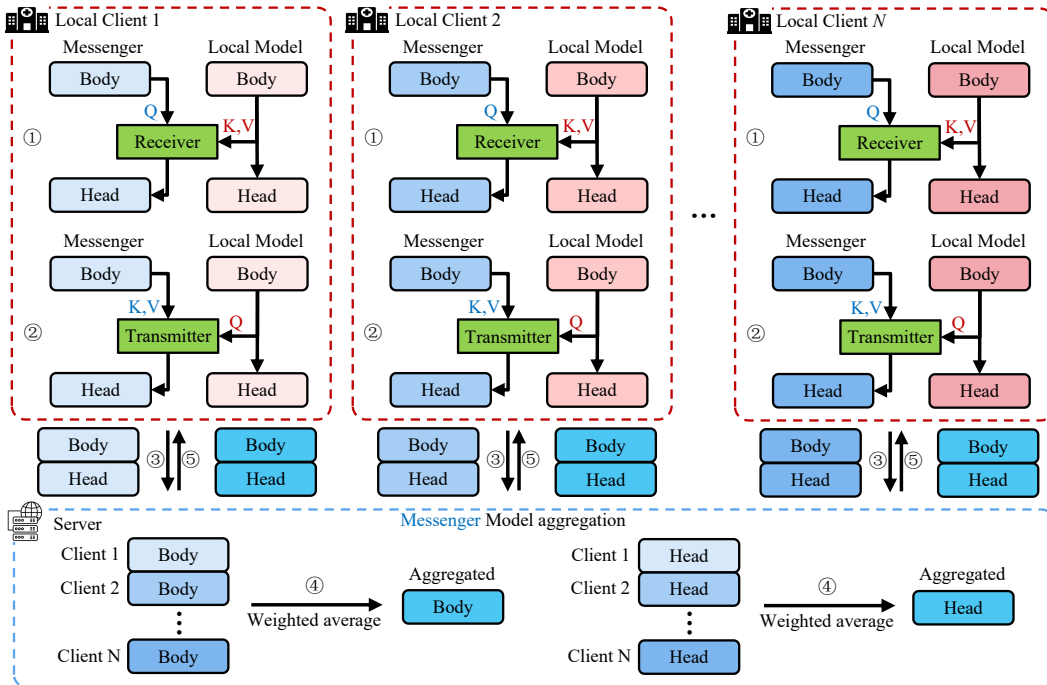 Local Client 1
Messenger
Local Model
Body
Body
Q
K,V
①
Receiver
Head
Head
Messenger
Local Model
Body
Body
K,V
Q
②
Transmitter
Head
Head
Local Client 2
Messenger
Local Model
Body
Body
Q
K,V
①
Receiver
Head
Head
Messenger
Local Model
Body
Body
K,V
Q
②
Transmitter
Head
Head
...
Local Client N
Messenger
Local Model
Body
Body
Q
K,V
①
Receiver
Head
Head
Messenger
Local Model
Body
Body
K,V
Q
②
Transmitter
Head
Head
Body
Head
③
⑤
Body
Head
Body
Head
③
⑤
Body
Head
Body
Head
③
⑤
Body
Head
Server
Messenger Model aggregation
Client 1
Body
Client 2
Body
Client N
Body
④
Weighted average
Aggregated
Body
Client 1
Head
Client 2
Head
Client N
Head
④
Weighted average
Aggregated
Head